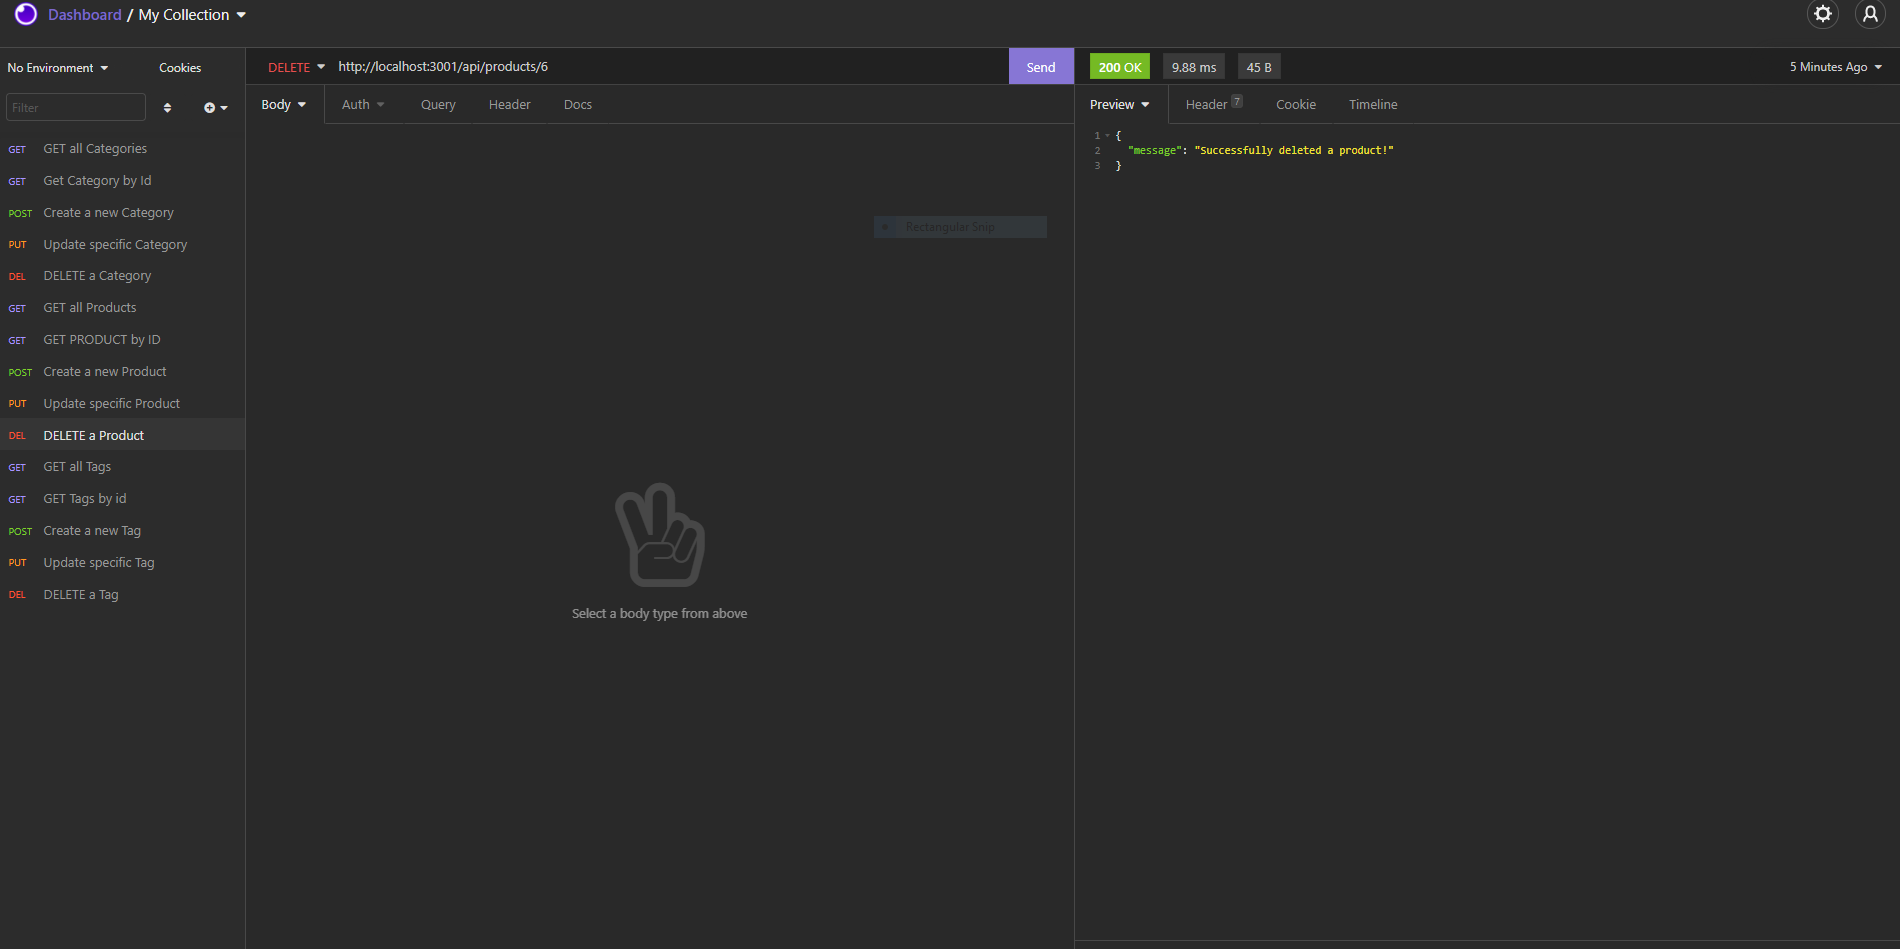 Dashboard / My Collection
No Environment
Cookies
Filter
GET GET all Categories
GET Get Category by Id
POST Create a new Category
PUT Update specific Category
DEL DELETE a Category
GET GET all Products
GET GET PRODUCT by ID
POST Create a new Product
PUT Update specific Product
DEL DELETE a Product
GET GET all Tags
GET GET Tags by id
POST Create a new Tag
PUT Update specific Tag
DEL DELETE a Tag
DELETE http://localhost:3001/api/products/6 Send
Body Auth Query Header Docs
Rectangular Snip
Select a body type from above
200 OK 9.88 ms 45 B 5 Minutes Ago
Preview Header 7 Cookie Timeline
1 {
2 "message": "Successfully deleted a product!"
3 }